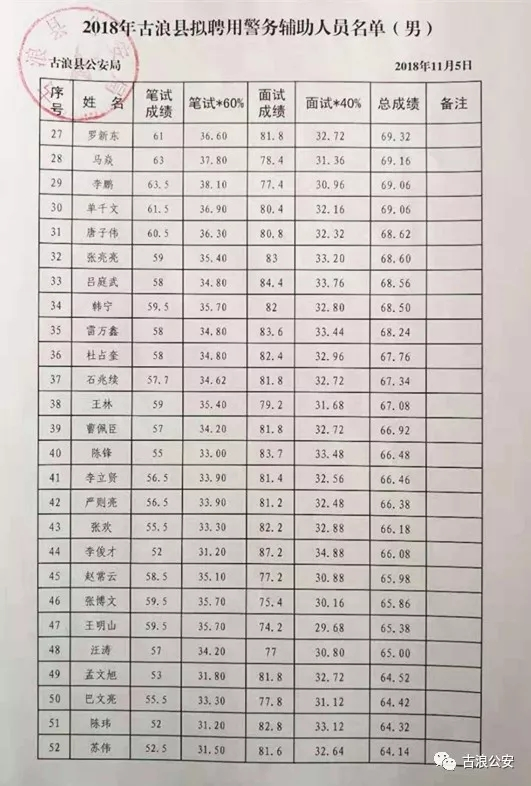 2018年古浪县拟聘用警务辅助人员名单（男）
古浪县公安局 2018年11月5日
序号 姓 名 笔试成绩 笔试*60% 面试成绩 面试*40% 总成绩 备注
27 罗新东 61 36.60 81.8 32.72 69.32
28 马焱 63 37.80 78.4 31.36 69.16
29 李鹏 63.5 38.10 77.4 30.96 69.06
30 单千文 61.5 36.90 80.4 32.16 69.06
31 唐子伟 60.5 36.30 80.8 32.32 68.62
32 张亮亮 59 35.40 83 33.20 68.60
33 吕庭武 58 34.80 84.4 33.76 68.56
34 韩宁 59.5 35.70 82 32.80 68.50
35 雷万鑫 58 34.80 83.6 33.44 68.24
36 杜占奎 58 34.80 82.4 32.96 67.76
37 石兆续 57.7 34.62 81.8 32.72 67.34
38 王林 59 35.40 79.2 31.68 67.08
39 曹佩臣 57 34.20 81.8 32.72 66.92
40 陈锋 55 33.00 83.7 33.48 66.48
41 李立贤 56.5 33.90 81.4 32.56 66.46
42 严则亮 56.5 33.90 81.2 32.48 66.38
43 张欢 55.5 33.30 82.2 32.88 66.18
44 李俊才 52 31.20 87.2 34.88 66.08
45 赵常云 58.5 35.10 77.2 30.88 65.98
46 张博文 59.5 35.70 75.4 30.16 65.86
47 王明山 59.5 35.70 74.2 29.68 65.38
48 汪涛 57 34.20 77 30.80 65.00
49 孟文旭 53 31.80 81.8 32.72 64.52
50 巴文亮 55.5 33.30 77.8 31.12 64.42
51 陈玮 52 31.20 82.8 33.12 64.32
52 苏伟 52.5 31.50 81.6 32.64 64.14
古浪公安